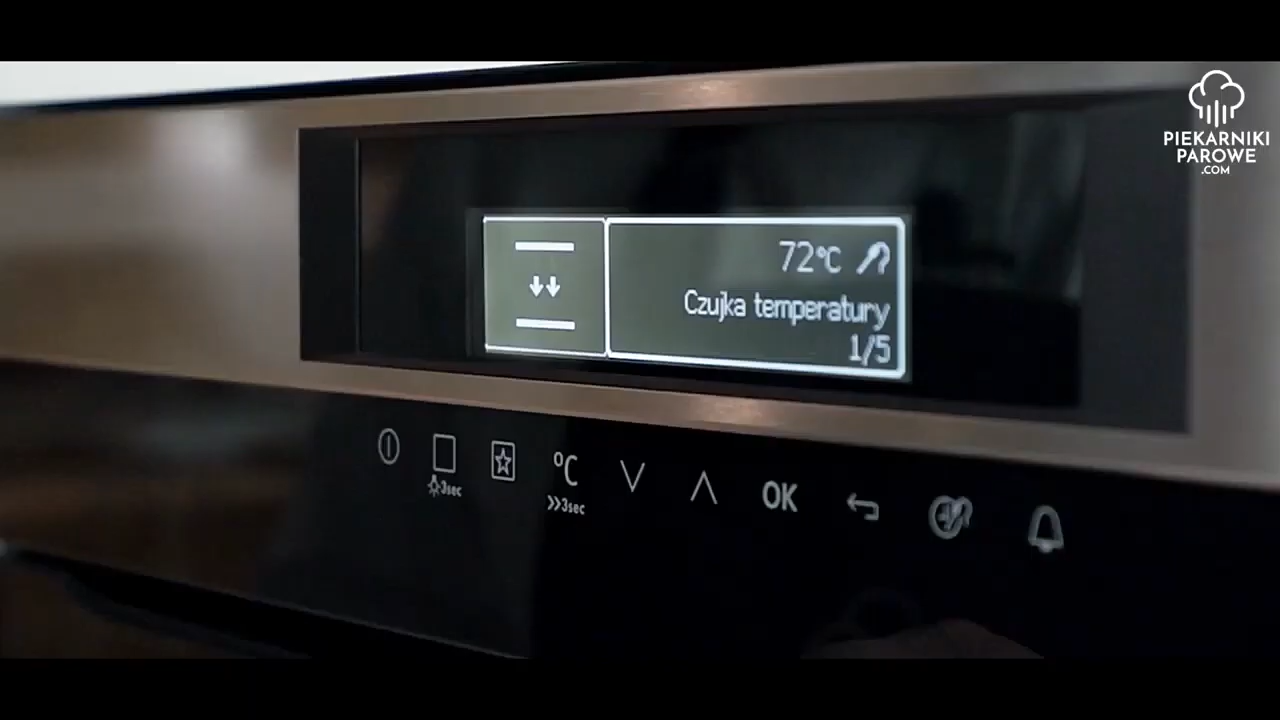 PIEKARNIKI
PAROWE
.COM
72°C
Czujka temperatury
1/5
3sec
°C
»3sec
OK